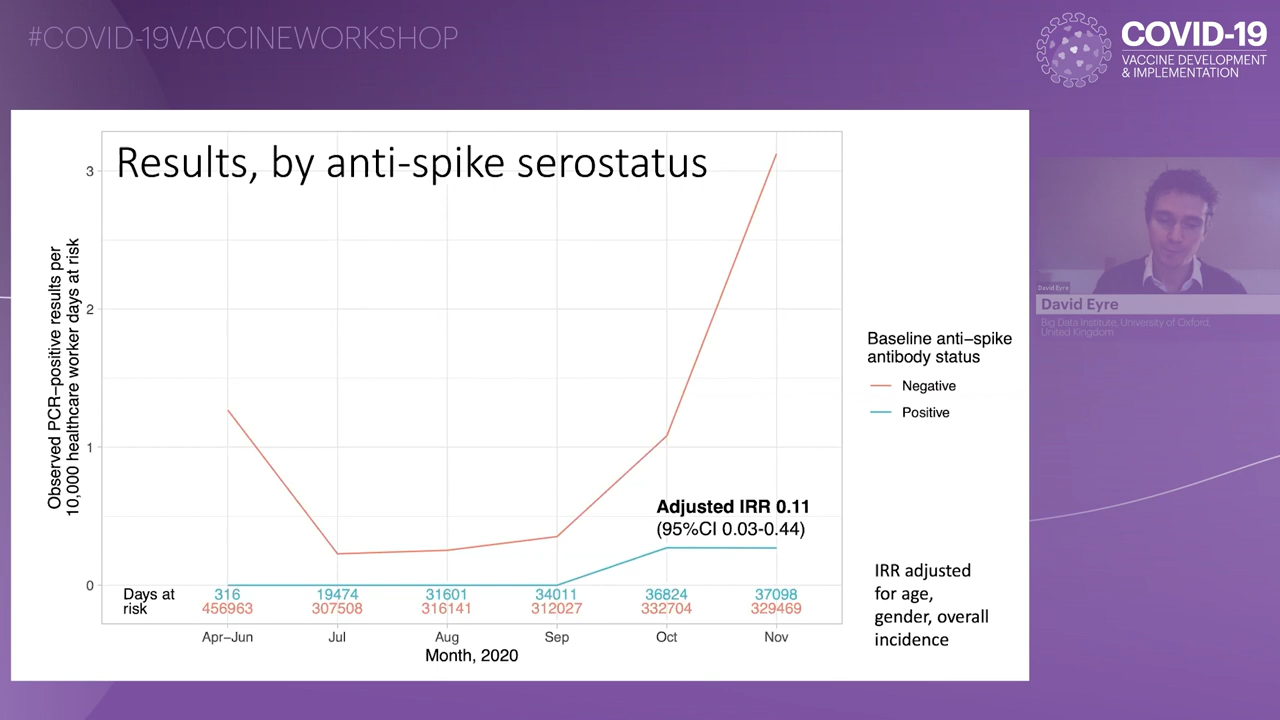 #COVID-19VACCINEWORKSHOP
COVID-19
VACCINE DEVELOPMENT
& IMPLEMENTATION
Results, by anti-spike serostatus
Observed PCR−positive results per
10,000 healthcare worker days at risk
3
2
1
0
Adjusted IRR 0.11
(95%CI 0.03-0.44)
Days at
risk
316 19474 31601 34011 36824 37098
456963 307508 316141 312027 332704 329469
Apr−Jun Jul Aug Sep Oct Nov
Month, 2020
Baseline anti−spike
antibody status
Negative
Positive
IRR adjusted
for age,
gender, overall
incidence
David Eyre
David Eyre
Big Data Institute, University of Oxford,
United Kingdom